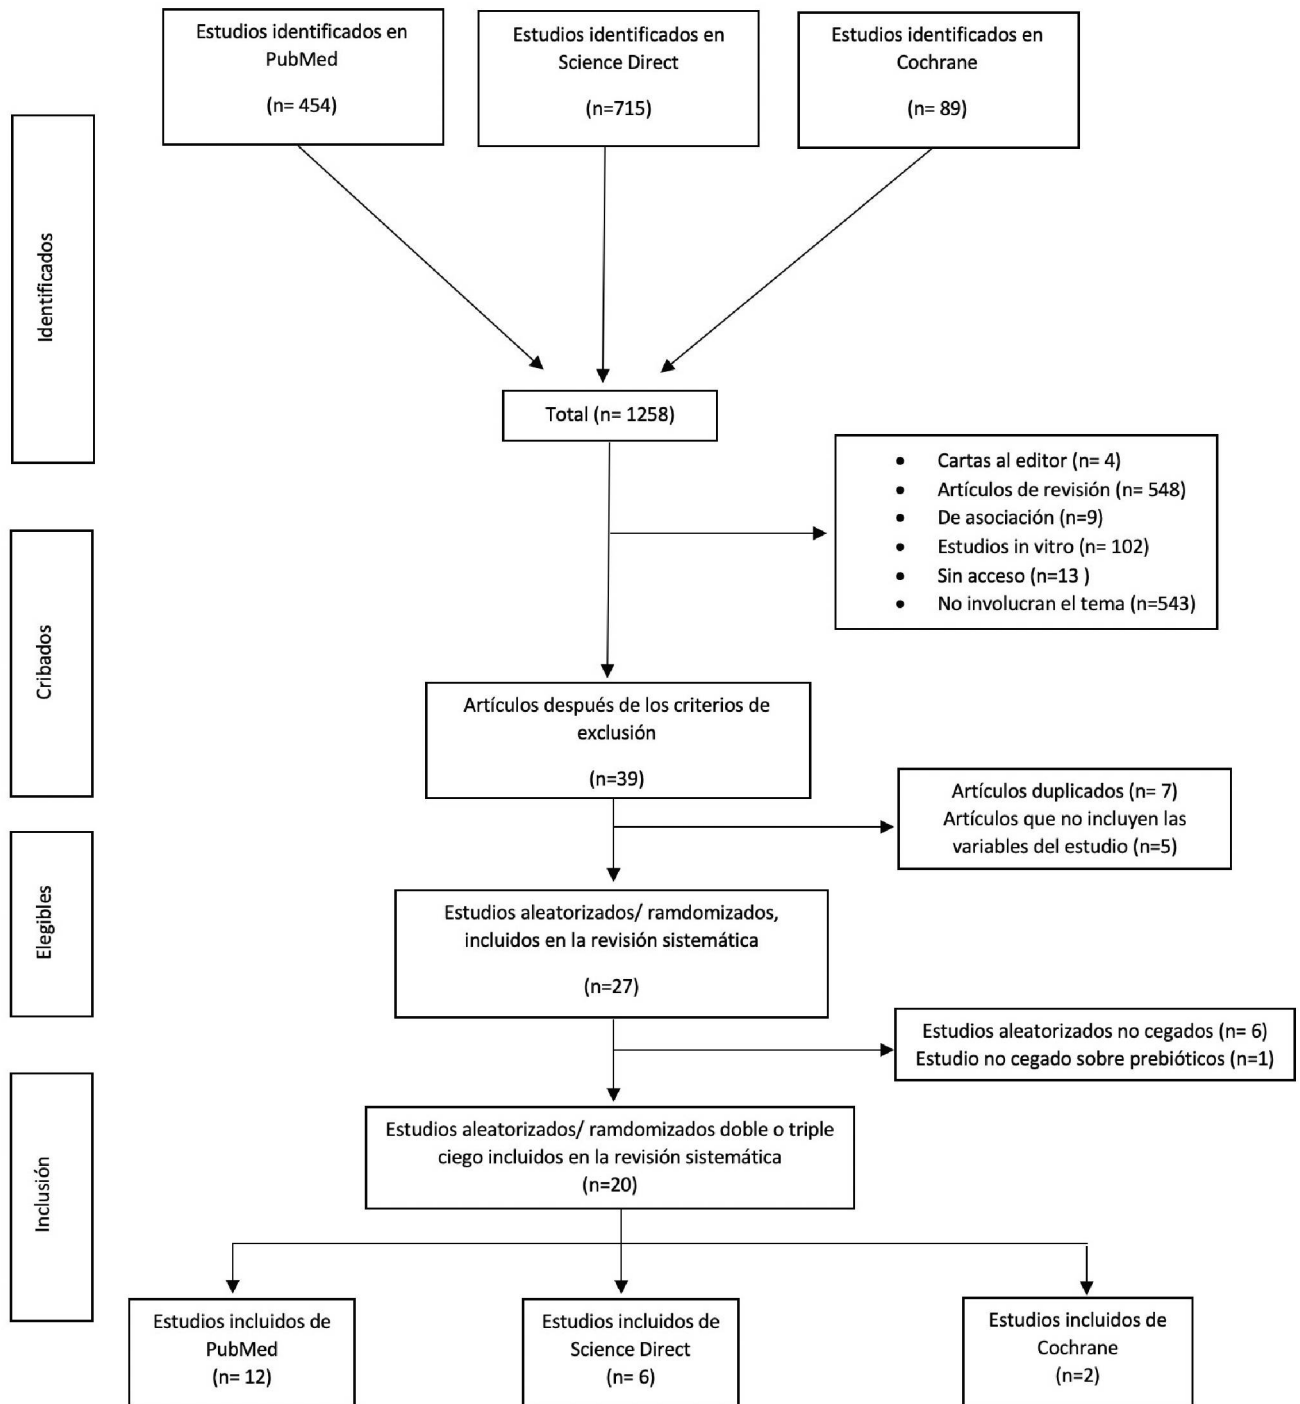 Estudios identificados en
PubMed
(n= 454)
Estudios identificados en
Science Direct
(n=715)
Estudios identificados en
Cochrane
(n= 89)
Identificados
Total (n= 1258)
• Cartas al editor (n= 4)
• Artículos de revisión (n= 548)
• De asociación (n=9)
• Estudios in vitro (n= 102)
• Sin acceso (n=13 )
• No involucran el tema (n=543)
Cribados
Artículos después de los criterios de
exclusión
(n=39)
Artículos duplicados (n= 7)
Artículos que no incluyen las
variables del estudio (n=5)
Elegibles
Estudios aleatorizados/ ramdomizados,
incluidos en la revisión sistemática
(n=27)
Estudios aleatorizados no cegados (n= 6)
Estudio no cegado sobre prebióticos (n=1)
Inclusión
Estudios aleatorizados/ ramdomizados doble o triple
ciego incluidos en la revisión sistemática
(n=20)
Estudios incluidos de
PubMed
(n= 12)
Estudios incluidos de
Science Direct
(n= 6)
Estudios incluidos de
Cochrane
(n=2)